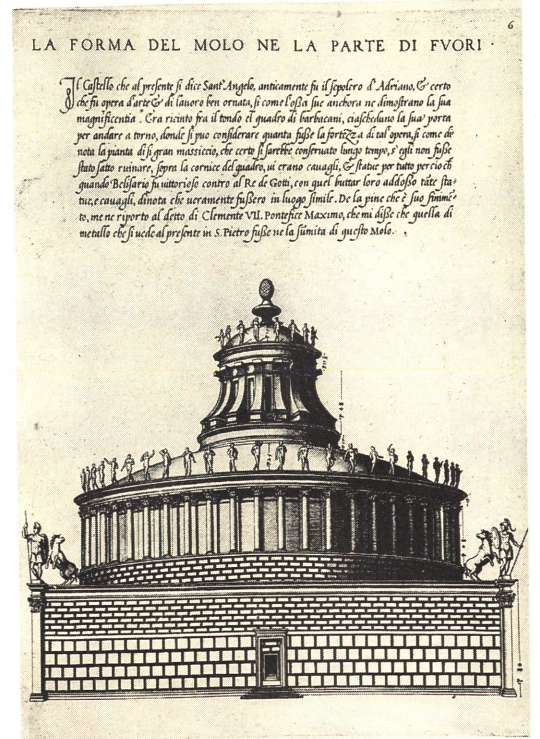 6
LA FORMA DEL MOLO NE LA PARTE DI FVORI ·
Il Castello che al presente si dice Sant'Angelo, anticamente fu il sepolcro d'Adriano, & certo
che fu opera d'arte & di lauoro ben ornata, si come l'ossa sue anchora ne dimostrano la sua
magnificentia. Era ricinto fra il tondo el quadro di barbacani, ciascheduno la sua porta
per andare a torno, donde si puo considerare quanta fusse la fortizza di tal'opera, si come de
nota la pianta di si gran massiccio, che certo si sarebbe conseruato lungo tempo, s'egli non fusse
stato fatto ruinare, sopra la cornice del quadro, ui erano cauagli, & statue per tutto percioch
quando Belisario fu uittorioso contro al Re de Gotti, con quel buttar loro addosso tāte sta-
tue, e cauagli, dinota che ueramente fussero in luogo simile. De la pine che è suo finimē-
to, me ne riporto al detto di Clemente VII. Pontefice Maximo, che mi disse che quella di
metallo che si uede al presente in S. Pietro fusse ne la sumita di questo Molo.